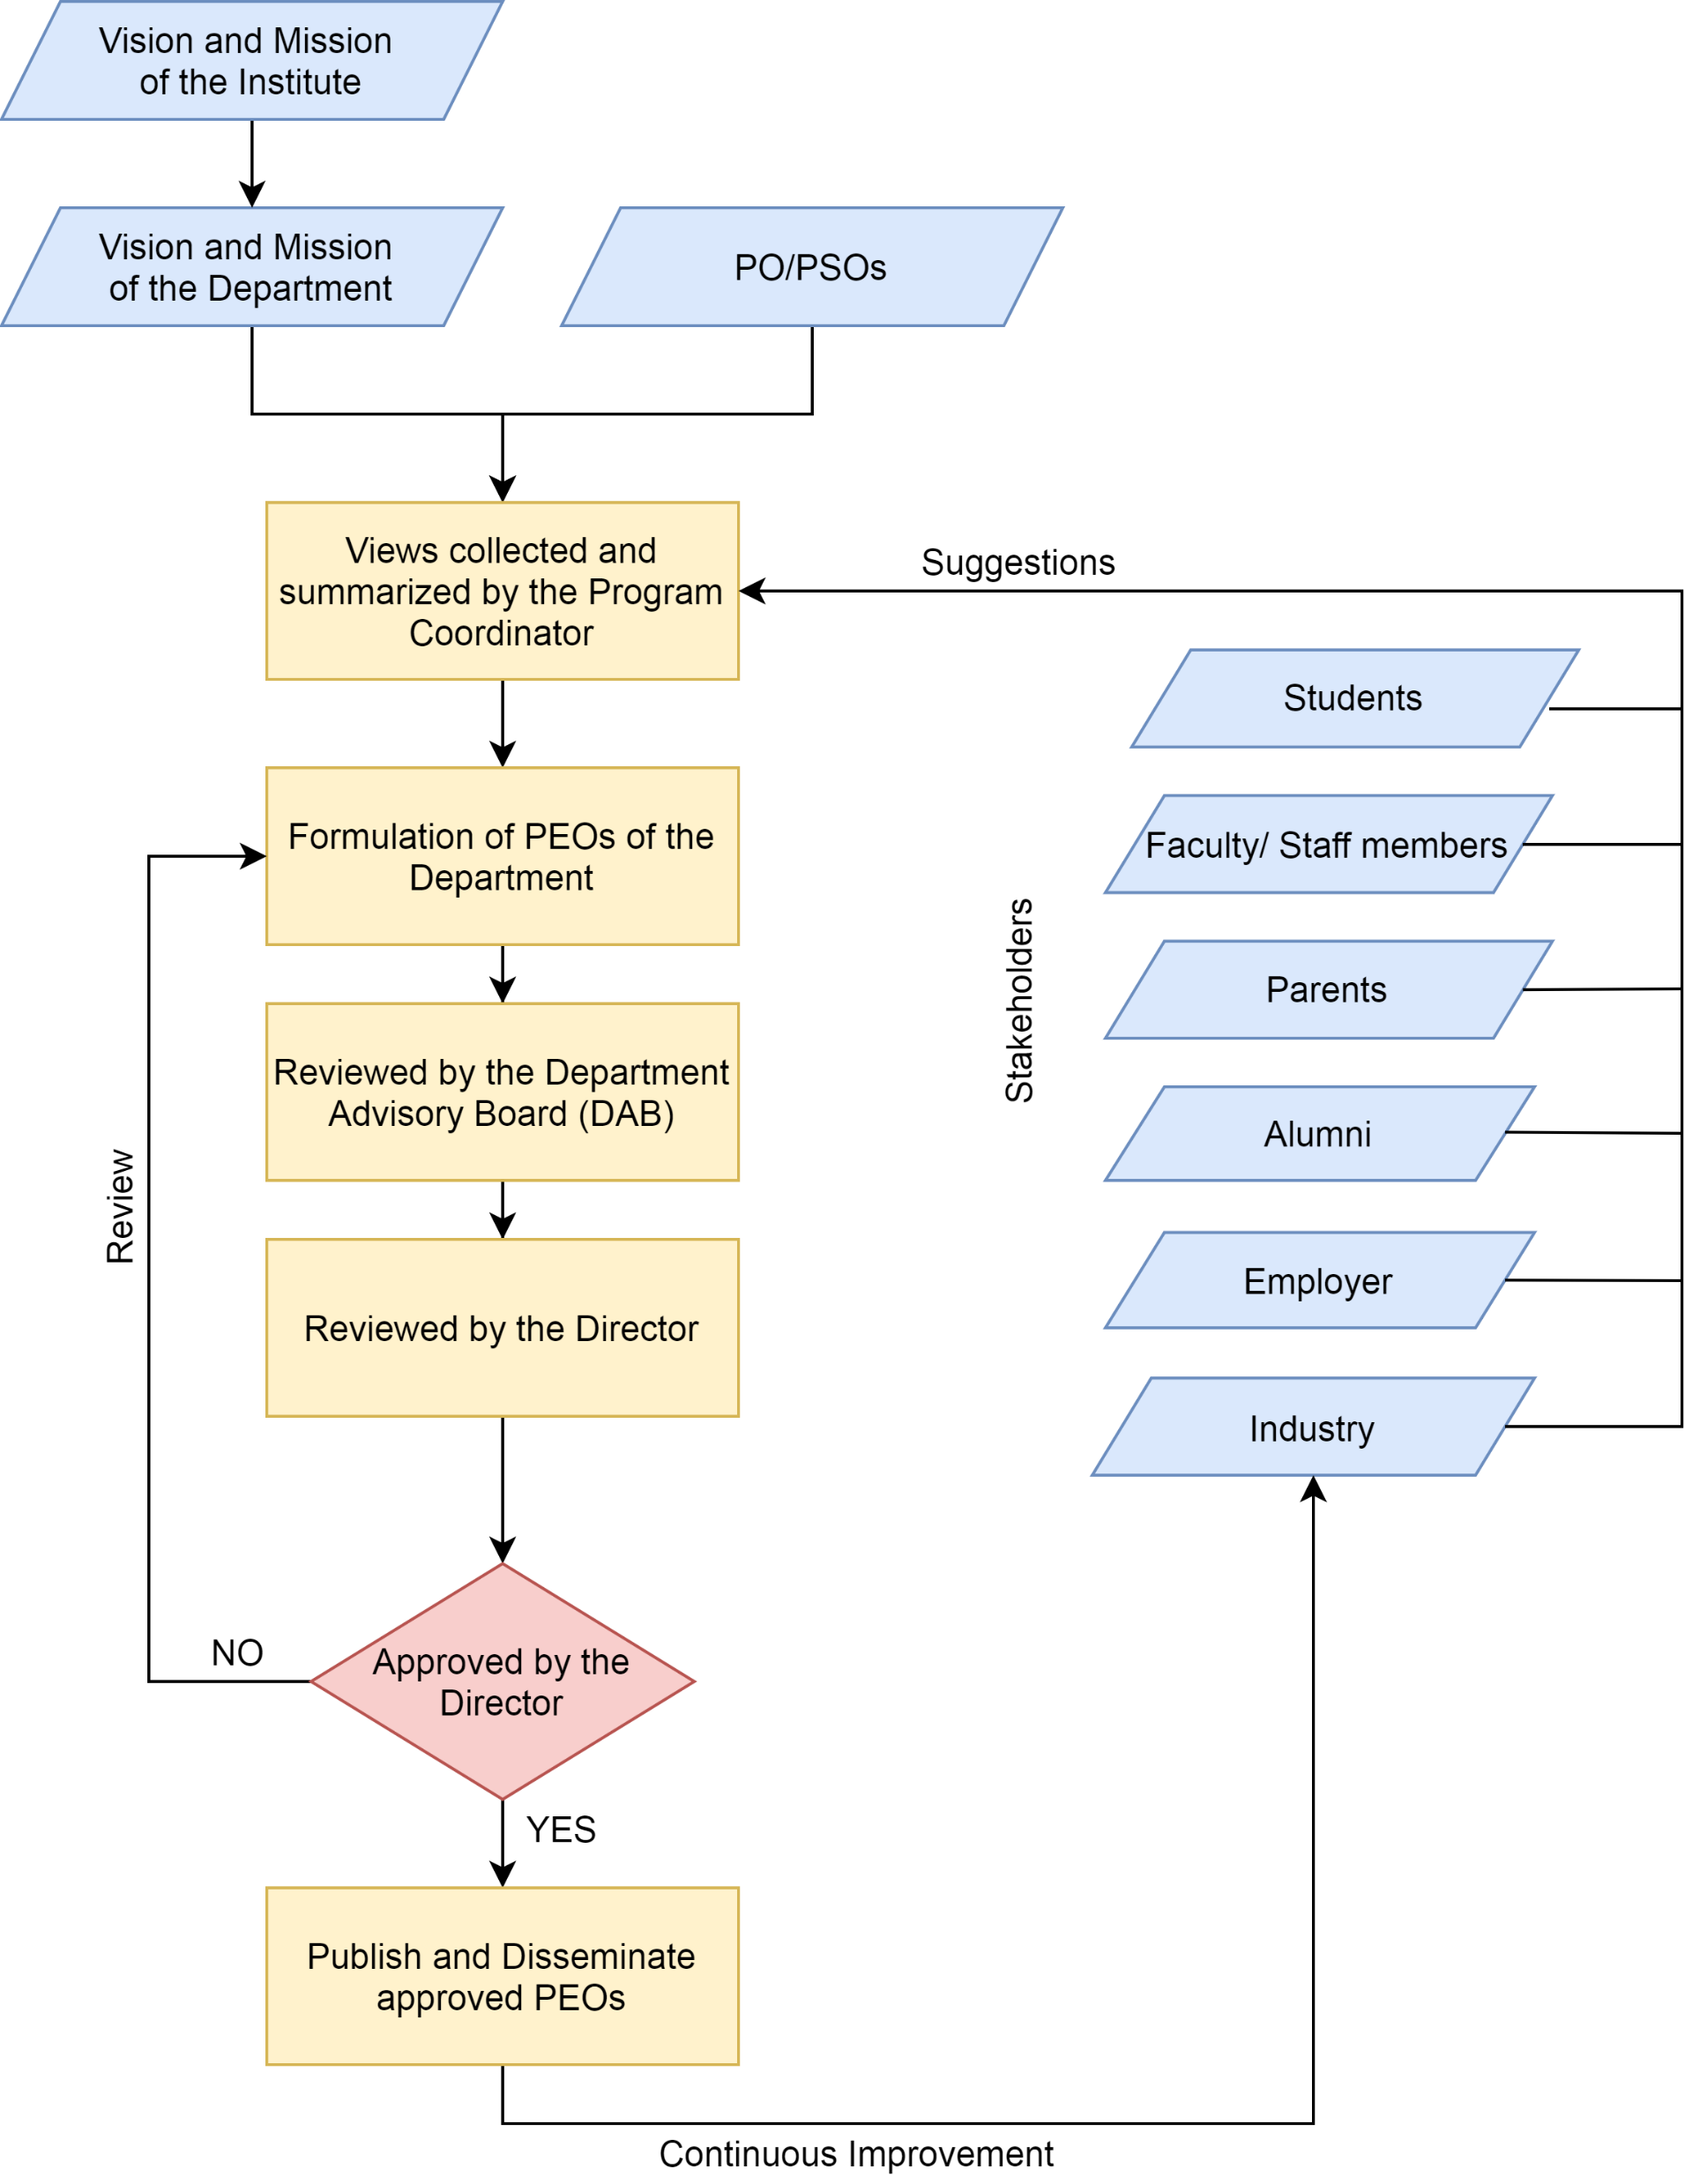 Vision and Mission
of the Institute
Vision and Mission
of the Department
PO/PSOs
Views collected and
summarized by the Program
Coordinator
Suggestions
Students
Formulation of PEOs of the
Department
Faculty/ Staff members
Stakeholders
Parents
Reviewed by the Department
Advisory Board (DAB)
Alumni
Review
Employer
Reviewed by the Director
Industry
Approved by the
Director
NO
YES
Publish and Disseminate
approved PEOs
Continuous Improvement